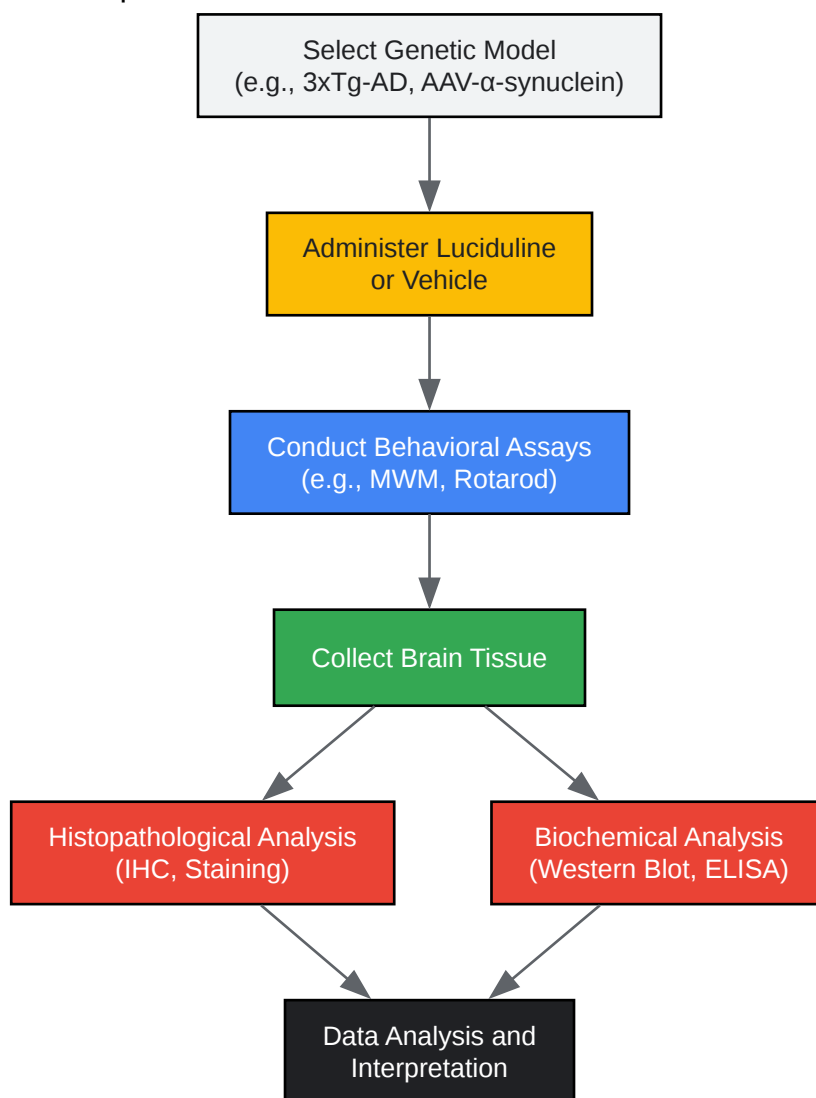 Select Genetic Model
(e.g., 3xTg-AD, AAV-α-synuclein)
Administer Luciduline
or Vehicle
Conduct Behavioral Assays
(e.g., MWM, Rotarod)
Collect Brain Tissue
Histopathological Analysis
(IHC, Staining)
Biochemical Analysis
(Western Blot, ELISA)
Data Analysis and
Interpretation